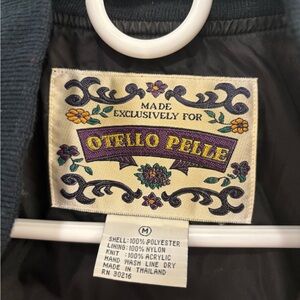 MADE
EXCLUSIVELY FOR
OTELLO PELLE
M
SHELL: 100% POLYESTER
LINING: 100% NYLON
KNIT : 100% ACRYLIC
HAND WASH LINE DRY
MADE IN THAILAND
RN 30216